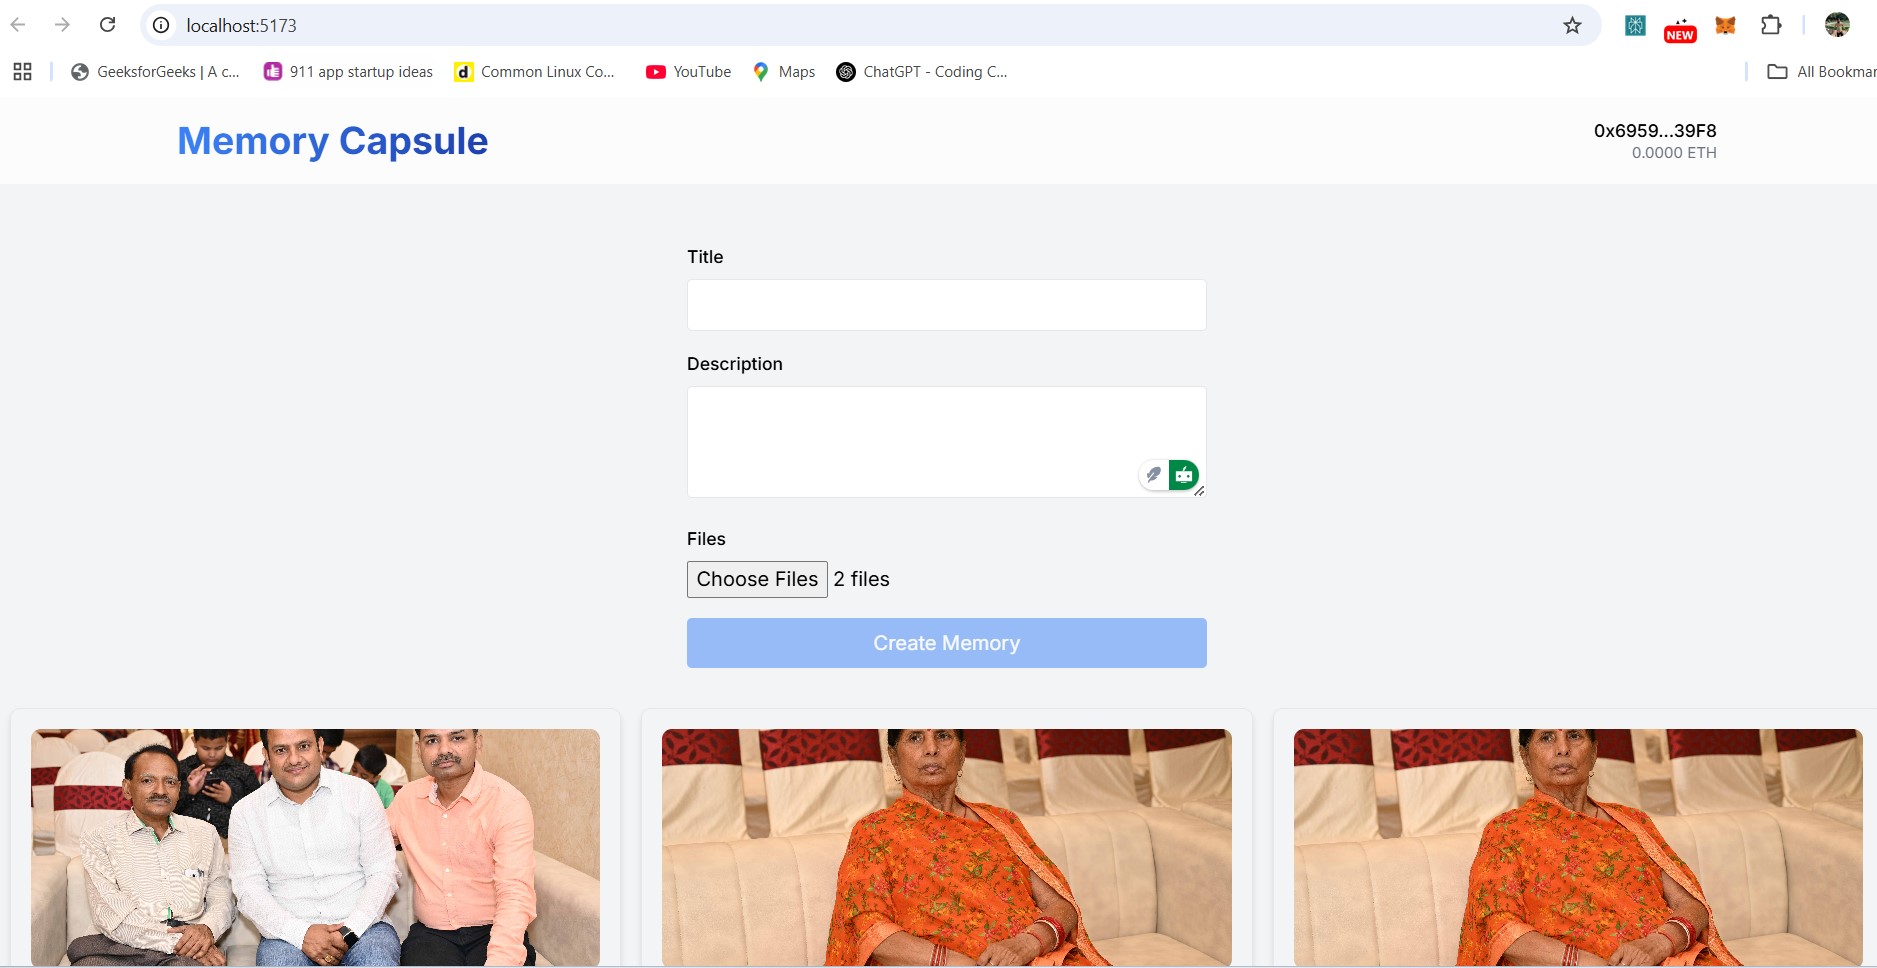 localhost:5173
NEW
GeeksforGeeks | A c...
911 app startup ideas
d
Common Linux Co...
YouTube
Maps
ChatGPT - Coding C...
All Bookmar
Memory Capsule
0x6959...39F8
0.0000 ETH
Title
Description
Files
Choose Files 2 files
Create Memory